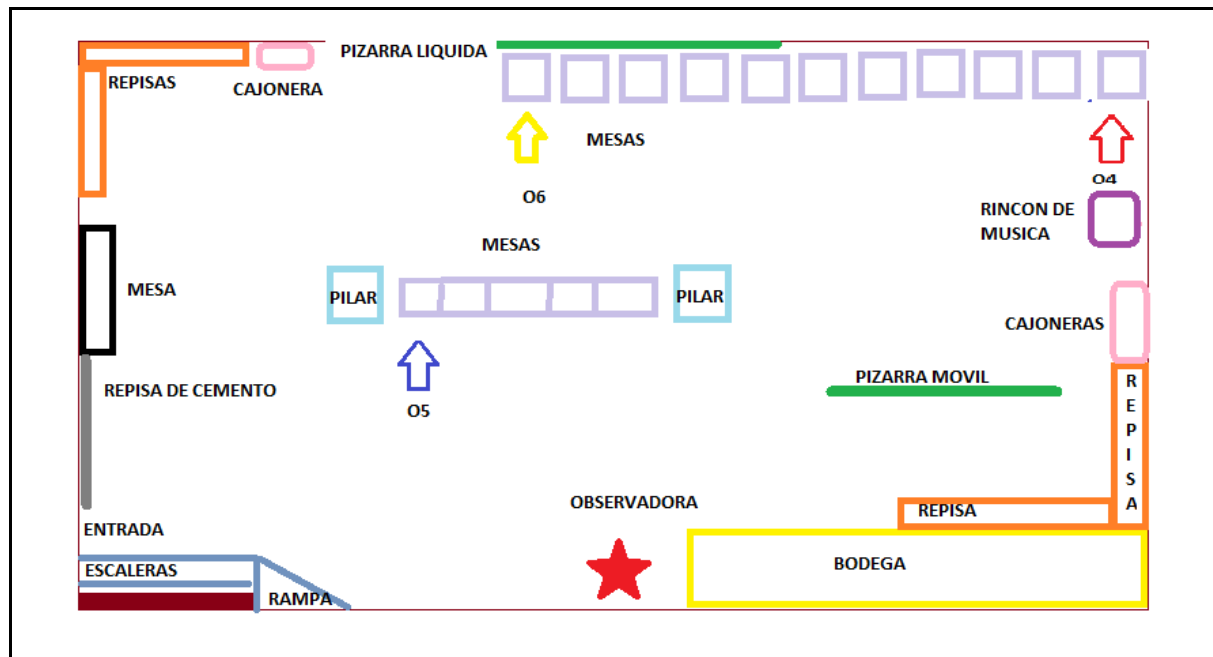 PIZARRA LIQUIDA
REPISAS
CAJONERA
MESAS
O4
O6
RINCON DE
MUSICA
MESAS
MESA
PILAR
PILAR
CAJONERAS
PIZARRA MOVIL
REPISA DE CEMENTO
O5
REPISA
OBSERVADORA
REPISA
ENTRADA
BODEGA
ESCALERAS
RAMPA